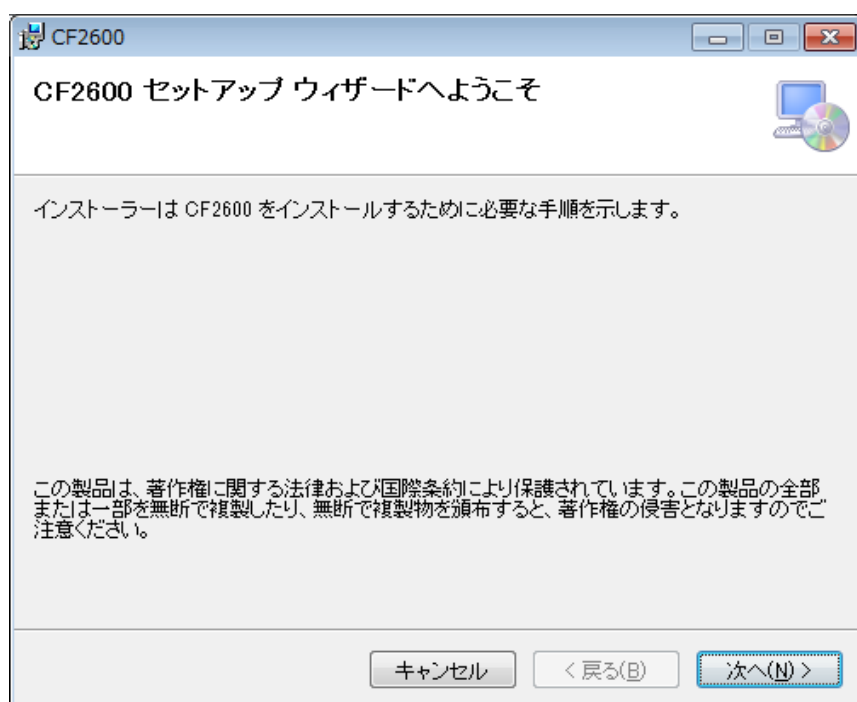 CF2600
CF2600 セットアップ ウィザードへようこそ
インストーラーは CF2600 をインストールするために必要な手順を示します。
この製品は、著作権に関する法律および国際条約により保護されています。この製品の全部
または一部を無断で複製したり、無断で複製物を頒布すると、著作権の侵害となりますのでご
注意ください。
キャンセル < 戻る(B) 次へ(N) >